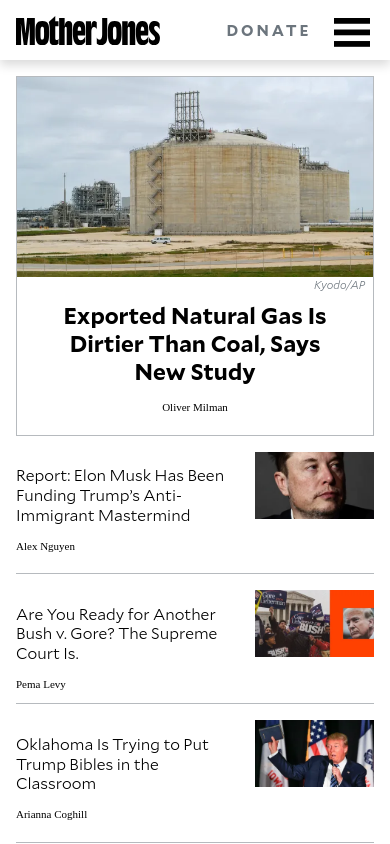 Mother Jones
DONATE
Kyodo/AP
Exported Natural Gas Is
Dirtier Than Coal, Says
New Study
Oliver Milman
Report: Elon Musk Has Been
Funding Trump’s Anti-
Immigrant Mastermind
Alex Nguyen
Are You Ready for Another
Bush v. Gore? The Supreme
Court Is.
Pema Levy
BUSH
Oklahoma Is Trying to Put
Trump Bibles in the
Classroom
Arianna Coghill